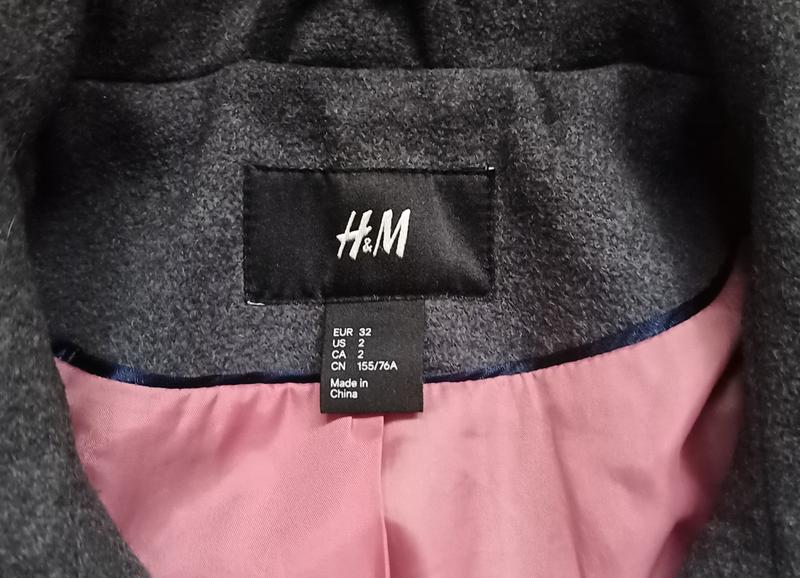 H&M
EUR 32
US 2
CA 2
CN 155/76A
Made in
China